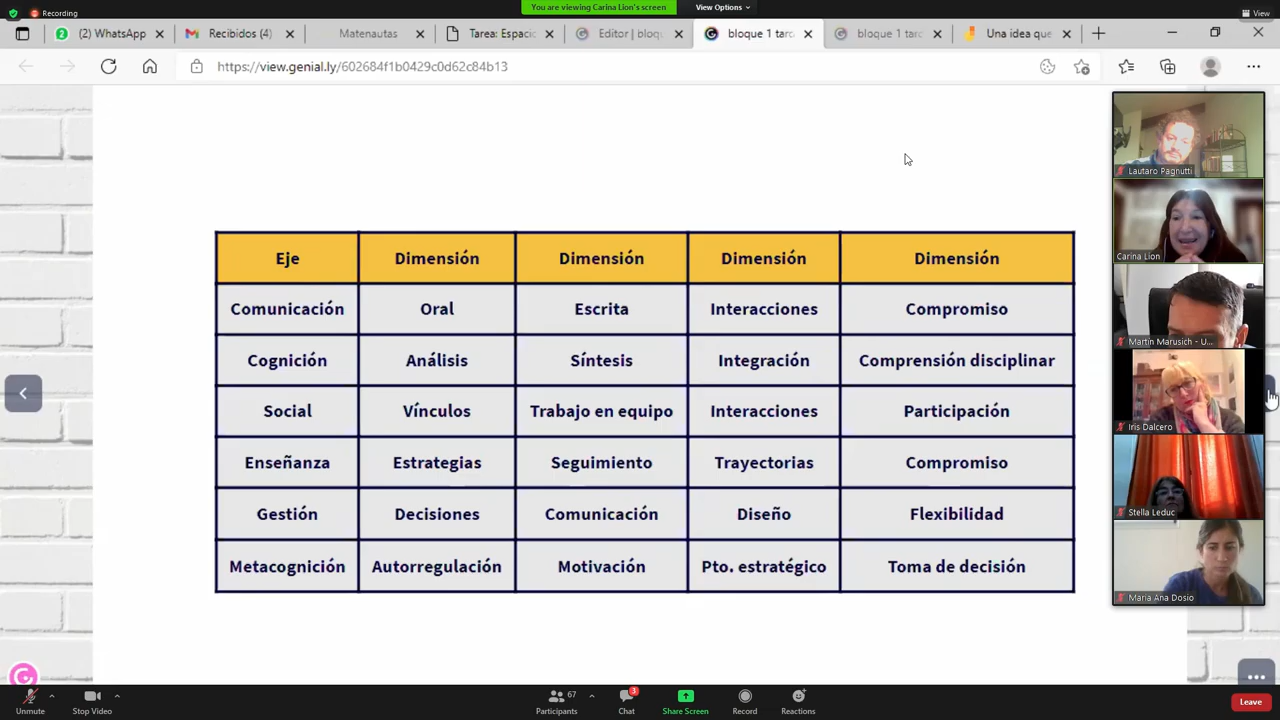 Recording
You are viewing Carina Lion's screen
View Options
View
(2) WhatsApp
Recibidos (4)
Matenautas
Tarea: Espaci
Editor | bloq
bloque 1 tarc
bloque 1 tarc
Una idea que
https://view.genial.ly/602684f1b0429c0d62c84b13
Eje Dimensión Dimensión Dimensión Dimensión
Comunicación Oral Escrita Interacciones Compromiso
Cognición Análisis Síntesis Integración Comprensión disciplinar
Social Vínculos Trabajo en equipo Interacciones Participación
Enseñanza Estrategias Seguimiento Trayectorias Compromiso
Gestión Decisiones Comunicación Diseño Flexibilidad
Metacognición Autorregulación Motivación Pto. estratégico Toma de decisión
Lautaro Pagnutti
Carina Lion
Martín Marusich - U...
Iris Dalcero
Stella Leduc
María Ana Dosio
Unmute
Stop Video
Participants 67
Chat 3
Share Screen
Record
Reactions
Leave